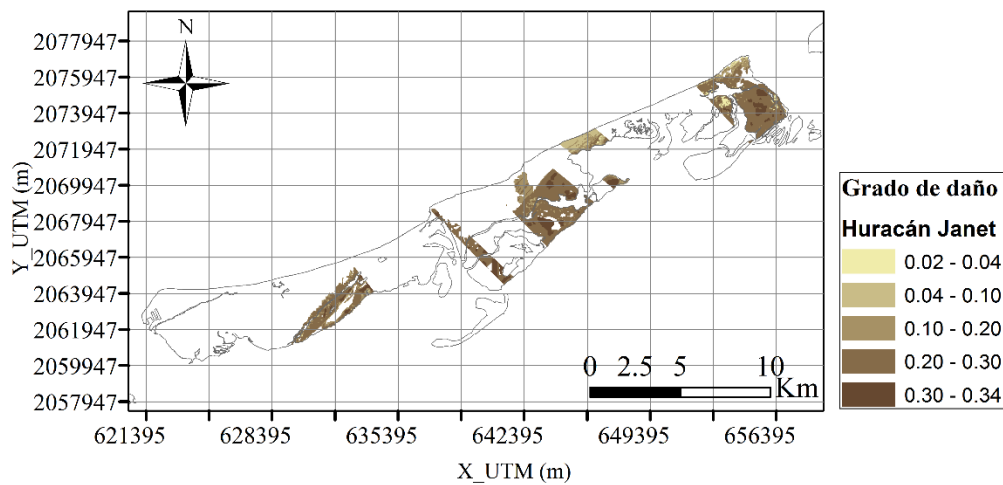 N
2077947
2075947
2073947
2071947
2069947
2067947
2065947
2063947
2061947
2059947
2057947
Y_UTM (m)
621395 628395 635395 642395 649395 656395
X_UTM (m)
0 2.5 5 10
Km
Grado de daño
Huracán Janet
0.02 - 0.04
0.04 - 0.10
0.10 - 0.20
0.20 - 0.30
0.30 - 0.34